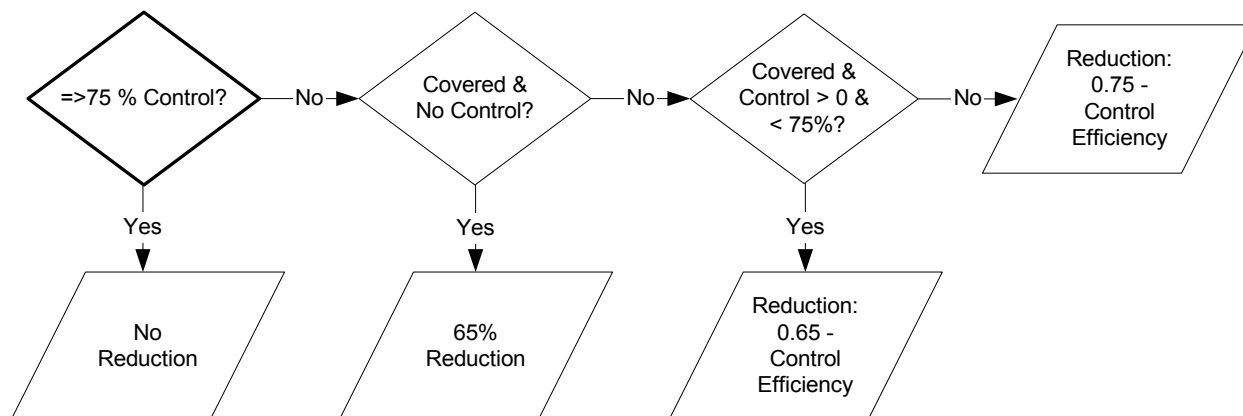 =>75 % Control?
No
Covered &
No Control?
No
Covered &
Control > 0 &
< 75%?
No
Reduction:
0.75 -
Control
Efficiency
Yes
Yes
Yes
No
Reduction
65%
Reduction
Reduction:
0.65 -
Control
Efficiency